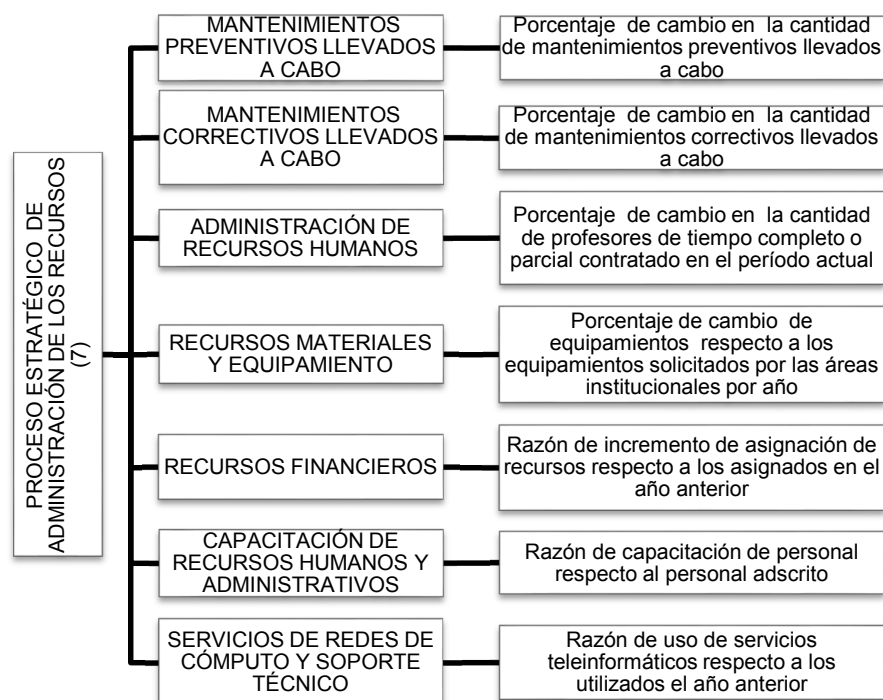 PROCESO ESTRATÉGICO DE
ADMINISTRACIÓN DE LOS RECURSOS
(7)
MANTENIMIENTOS
PREVENTIVOS LLEVADOS
A CABO
Porcentaje de cambio en la cantidad
de mantenimientos preventivos llevados
a cabo
MANTENIMIENTOS
CORRECTIVOS LLEVADOS
A CABO
Porcentaje de cambio en la cantidad
de mantenimientos correctivos llevados
a cabo
ADMINISTRACIÓN DE
RECURSOS HUMANOS
Porcentaje de cambio en la cantidad
de profesores de tiempo completo o
parcial contratado en el período actual
RECURSOS MATERIALES
Y EQUIPAMIENTO
Porcentaje de cambio de
equipamientos respecto a los
equipamientos solicitados por las áreas
institucionales por año
RECURSOS FINANCIEROS
Razón de incremento de asignación de
recursos respecto a los asignados en el
año anterior
CAPACITACIÓN DE
RECURSOS HUMANOS Y
ADMINISTRATIVOS
Razón de capacitación de personal
respecto al personal adscrito
SERVICIOS DE REDES DE
CÓMPUTO Y SOPORTE
TÉCNICO
Razón de uso de servicios
teleinformáticos respecto a los
utilizados el año anterior